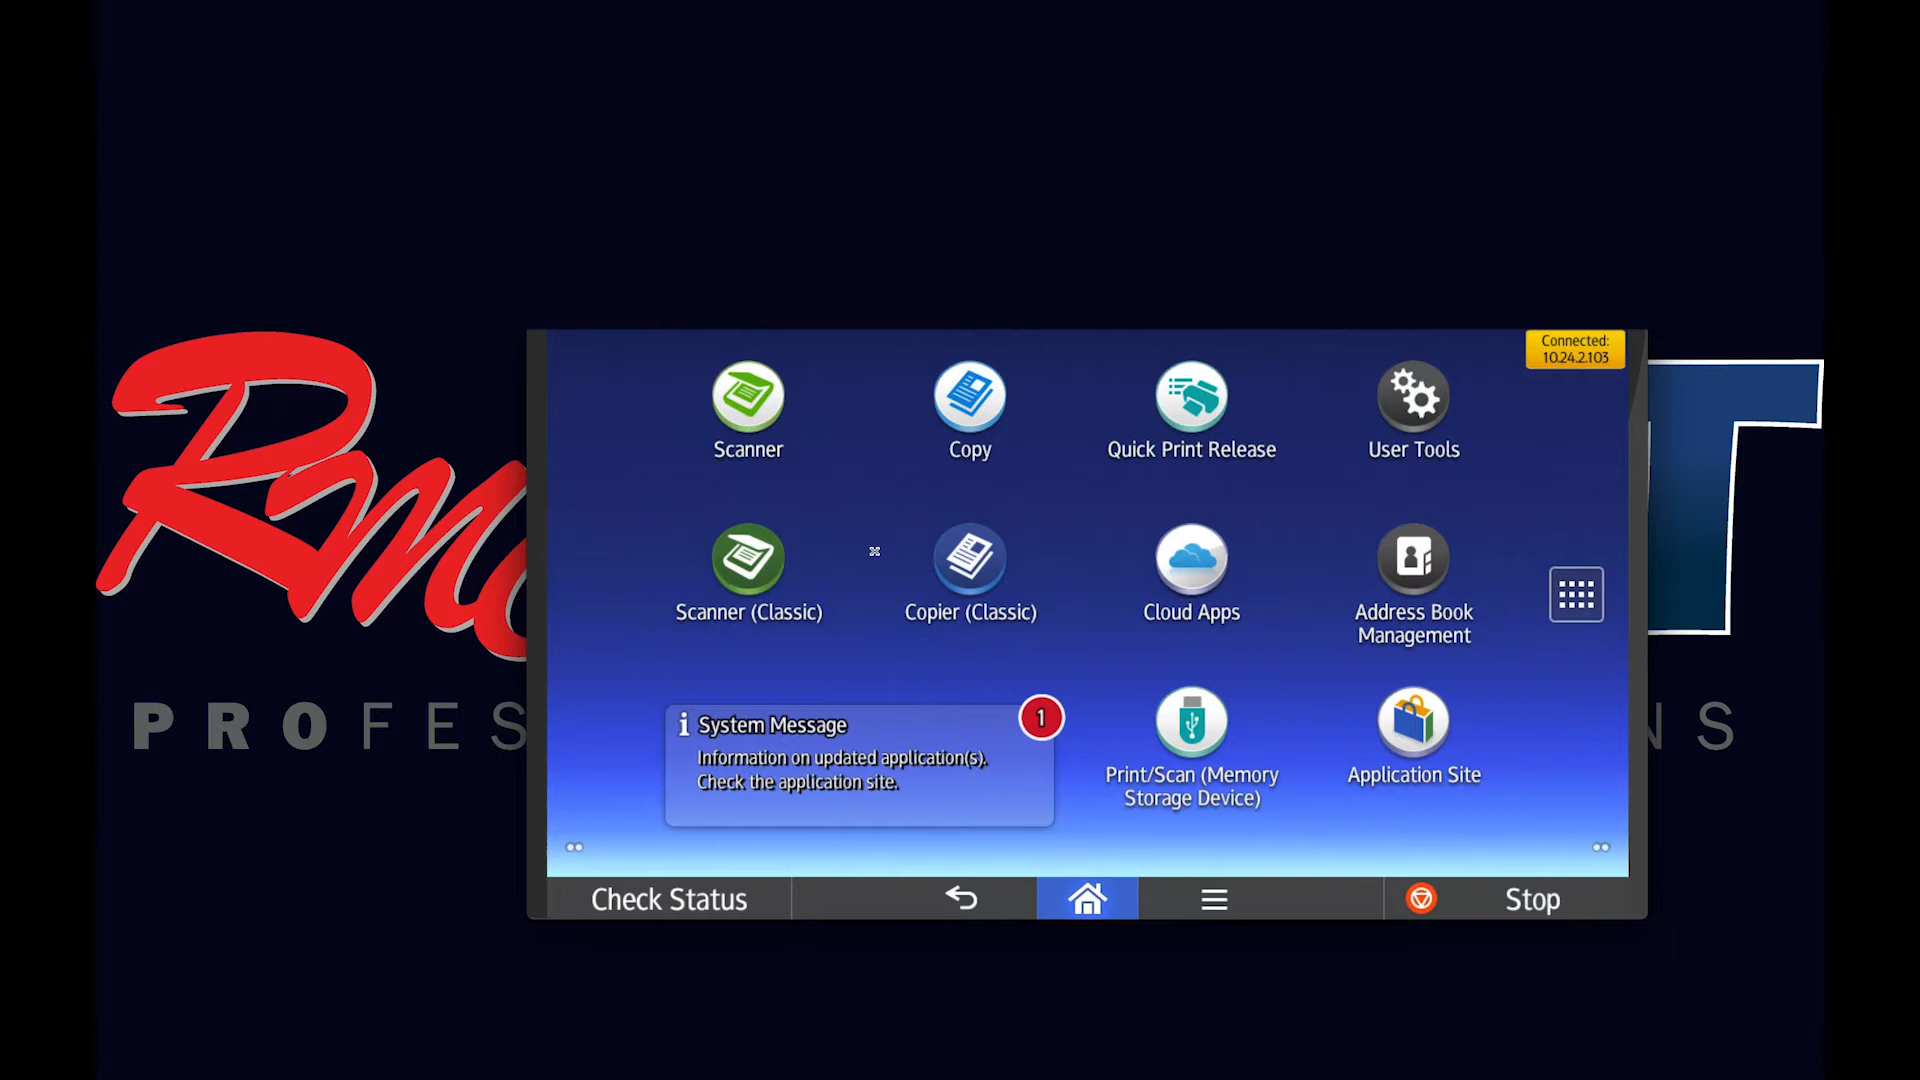 Connected:
10.24.2.103
Scanner
Copy
Quick Print Release
User Tools
Scanner (Classic)
Copier (Classic)
Cloud Apps
Address Book
Management
System Message
1
Information on updated application(s).
Check the application site.
Print/Scan (Memory
Storage Device)
Application Site
Check Status
Stop